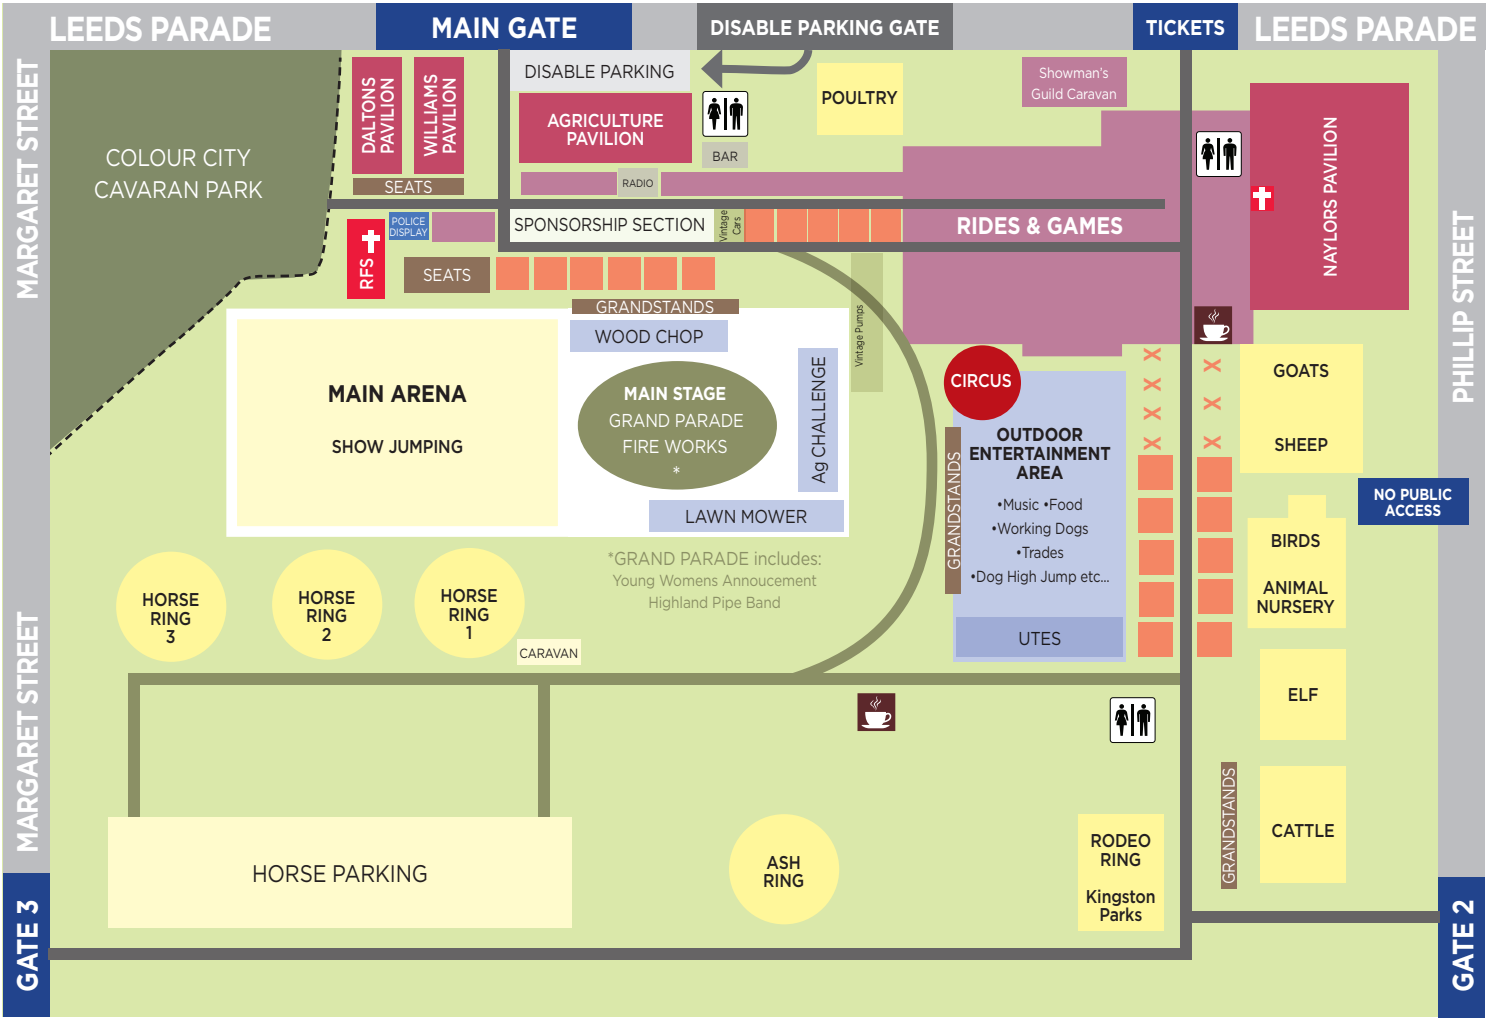 LEEDS PARADE
MAIN GATE
DISABLE PARKING GATE
TICKETS
LEEDS PARADE
MARGARET STREET
COLOUR CITY
CAVARAN PARK
DALTONS
PAVILION
WILLIAMS
PAVILION
SEATS
DISABLE PARKING
AGRICULTURE
PAVILION
BAR
RADIO
POULTRY
Showman's
Guild Caravan
NAYLORS PAVILION
PHILLIP STREET
RFS
POLICE
DISPLAY
SPONSORSHIP SECTION
Vintage
Cars
RIDES & GAMES
SEATS
GRANDSTANDS
WOOD CHOP
Vintage Pumps
MAIN ARENA
SHOW JUMPING
MAIN STAGE
GRAND PARADE
FIRE WORKS
*
Ag CHALLENGE
LAWN MOWER
*GRAND PARADE includes:
Young Womens Annoucement
Highland Pipe Band
CIRCUS
GRANDSTANDS
OUTDOOR
ENTERTAINMENT
AREA
•Music •Food
•Working Dogs
•Trades
•Dog High Jump etc...
UTES
X
X
X
X
X
X
X
GOATS
SHEEP
NO PUBLIC
ACCESS
BIRDS
ANIMAL
NURSERY
ELF
GRANDSTANDS
CATTLE
HORSE
RING
3
HORSE
RING
2
HORSE
RING
1
CARAVAN
MARGARET STREET
HORSE PARKING
ASH
RING
RODEO
RING
Kingston
Parks
GATE 3
GATE 2